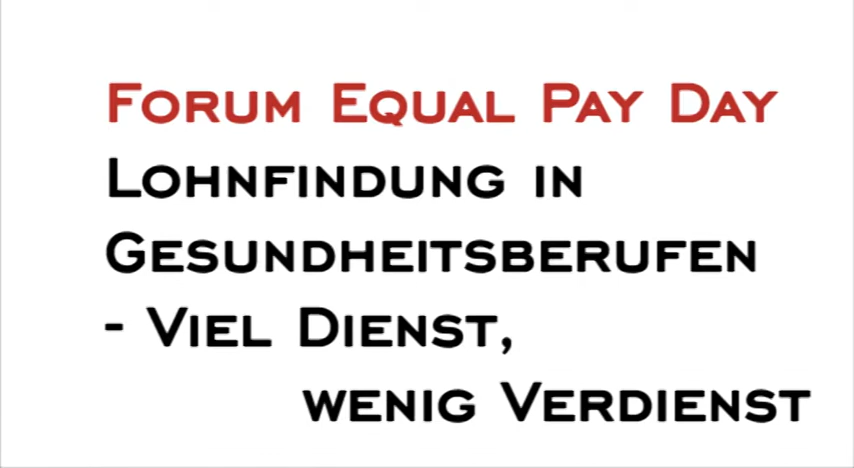 Forum Equal Pay Day
Lohnfindung in
Gesundheitsberufen
- Viel Dienst,
wenig Verdienst